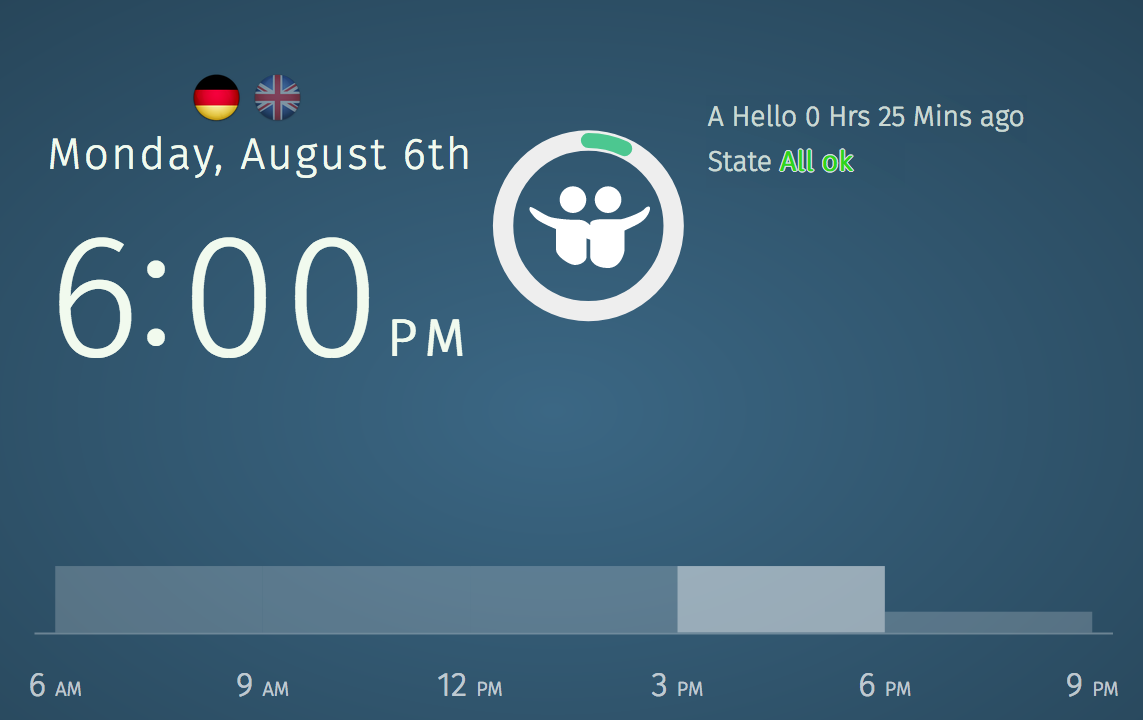 Monday, August 6th
6:00 PM
A Hello 0 Hrs 25 Mins ago
State All ok
6 AM 9 AM 12 PM 3 PM 6 PM 9 PM